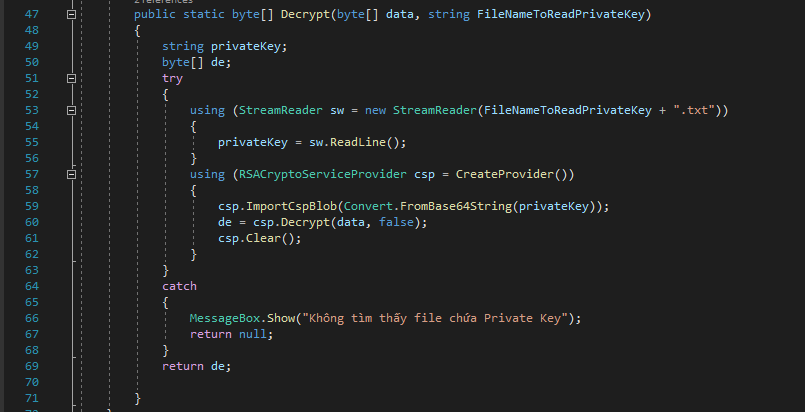 2 references
47 public static byte[] Decrypt(byte[] data, string FileNameToReadPrivateKey)
48 {
49 string privateKey;
50 byte[] de;
51 try
52 {
53 using (StreamReader sw = new StreamReader(FileNameToReadPrivateKey + ".txt"))
54 {
55 privateKey = sw.ReadLine();
56 }
57 using (RSACryptoServiceProvider csp = CreateProvider())
58 {
59 csp.ImportCspBlob(Convert.FromBase64String(privateKey));
60 de = csp.Decrypt(data, false);
61 csp.Clear();
62 }
63 }
64 catch
65 {
66 MessageBox.Show("Không tìm thấy file chứa Private Key");
67 return null;
68 }
69 return de;
70
71 }